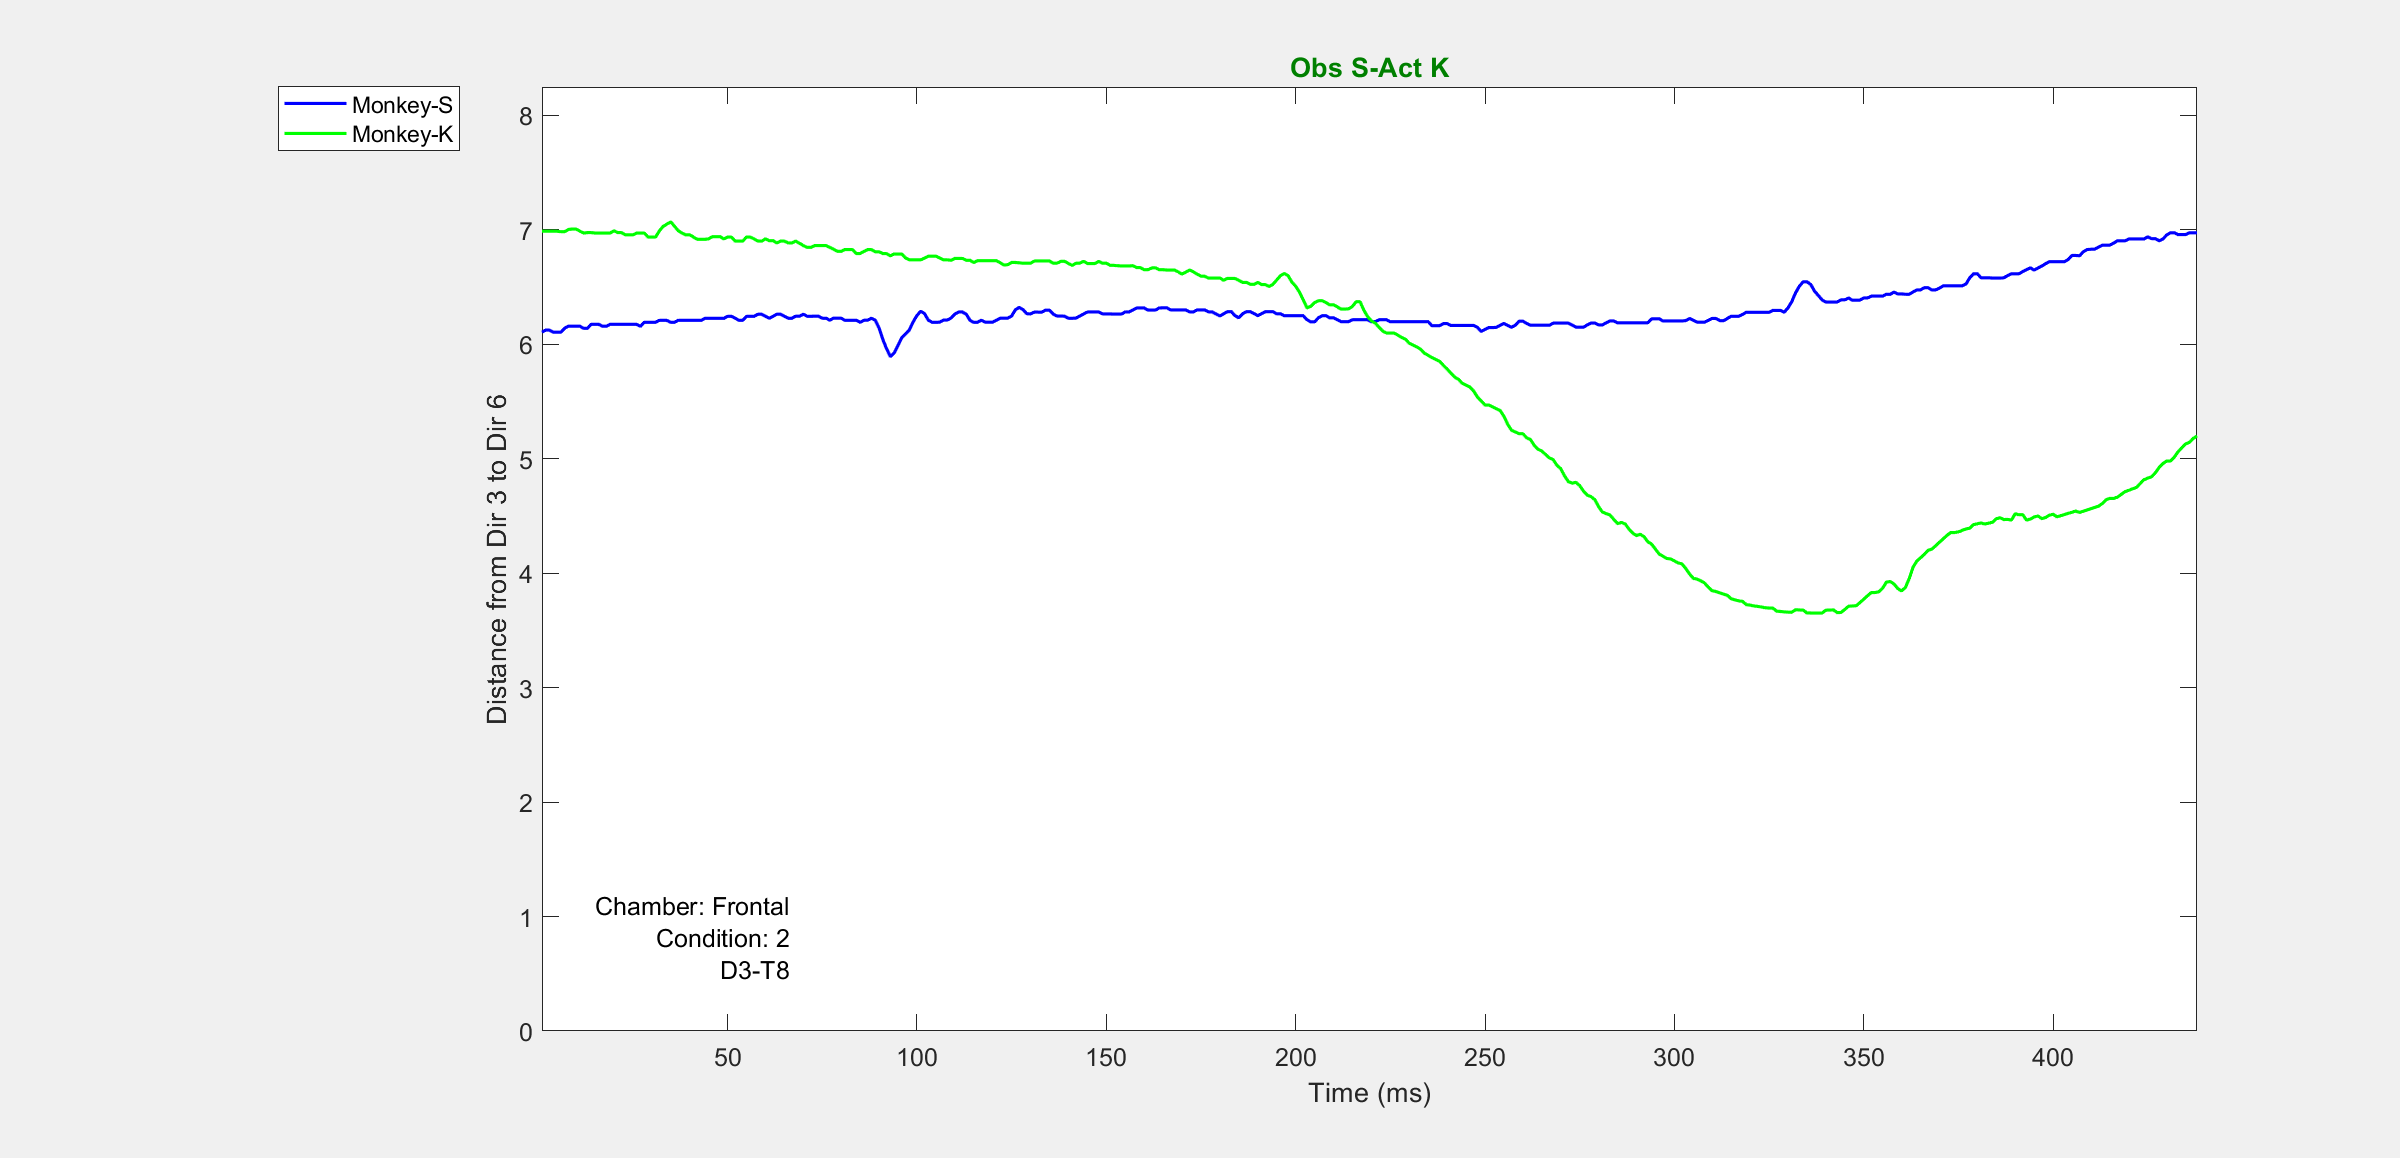 Obs S-Act K
Monkey-S
Monkey-K
8
7
6
5
4
3
2
1
0
Distance from Dir 3 to Dir 6
Chamber: Frontal
Condition: 2
D3-T8
50 100 150 200 250 300 350 400
Time (ms)